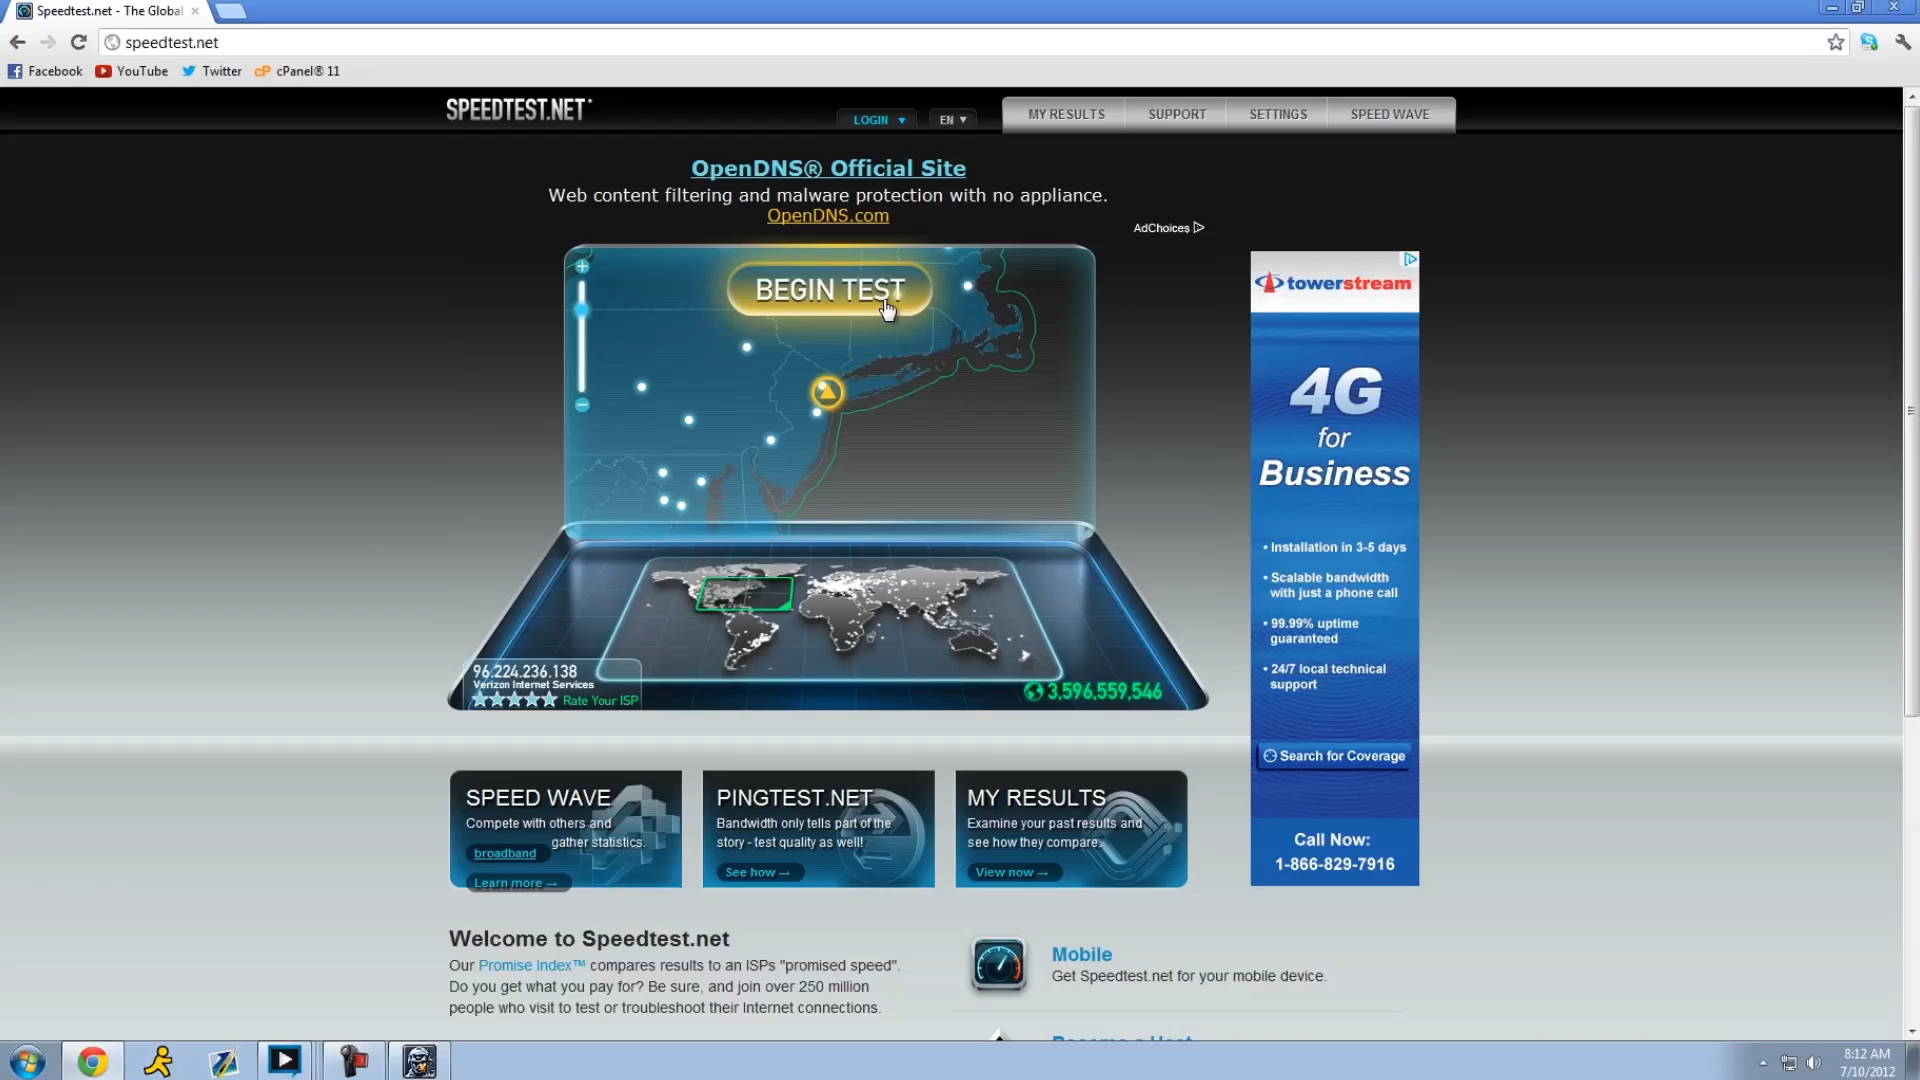 Speedtest.net - The Global
speedtest.net
Facebook YouTube Twitter cPanel® 11
SPEEDTEST.NET
LOGIN EN
MY RESULTS SUPPORT SETTINGS SPEED WAVE
OpenDNS® Official Site
Web content filtering and malware protection with no appliance.
OpenDNS.com
AdChoices
BEGIN TEST
96.224.236.138
Verizon Internet Services
Rate Your ISP
3,596,559,546
towerstream
4G
for
Business
• Installation in 3-5 days
• Scalable bandwidth
with just a phone call
• 99.99% uptime
guaranteed
• 24/7 local technical
support
Search for Coverage
Call Now:
1-866-829-7916
SPEED WAVE
Compete with others and
gather statistics.
broadband
Learn more →
PINGTEST.NET
Bandwidth only tells part of the
story - test quality as well!
See how →
MY RESULTS
Examine your past results and
see how they compare.
View now →
Welcome to Speedtest.net
Our Promise Index™ compares results to an ISPs "promised speed".
Do you get what you pay for? Be sure, and join over 250 million
people who visit to test or troubleshoot their Internet connections.
Mobile
Get Speedtest.net for your mobile device.
8:12 AM
7/10/2012